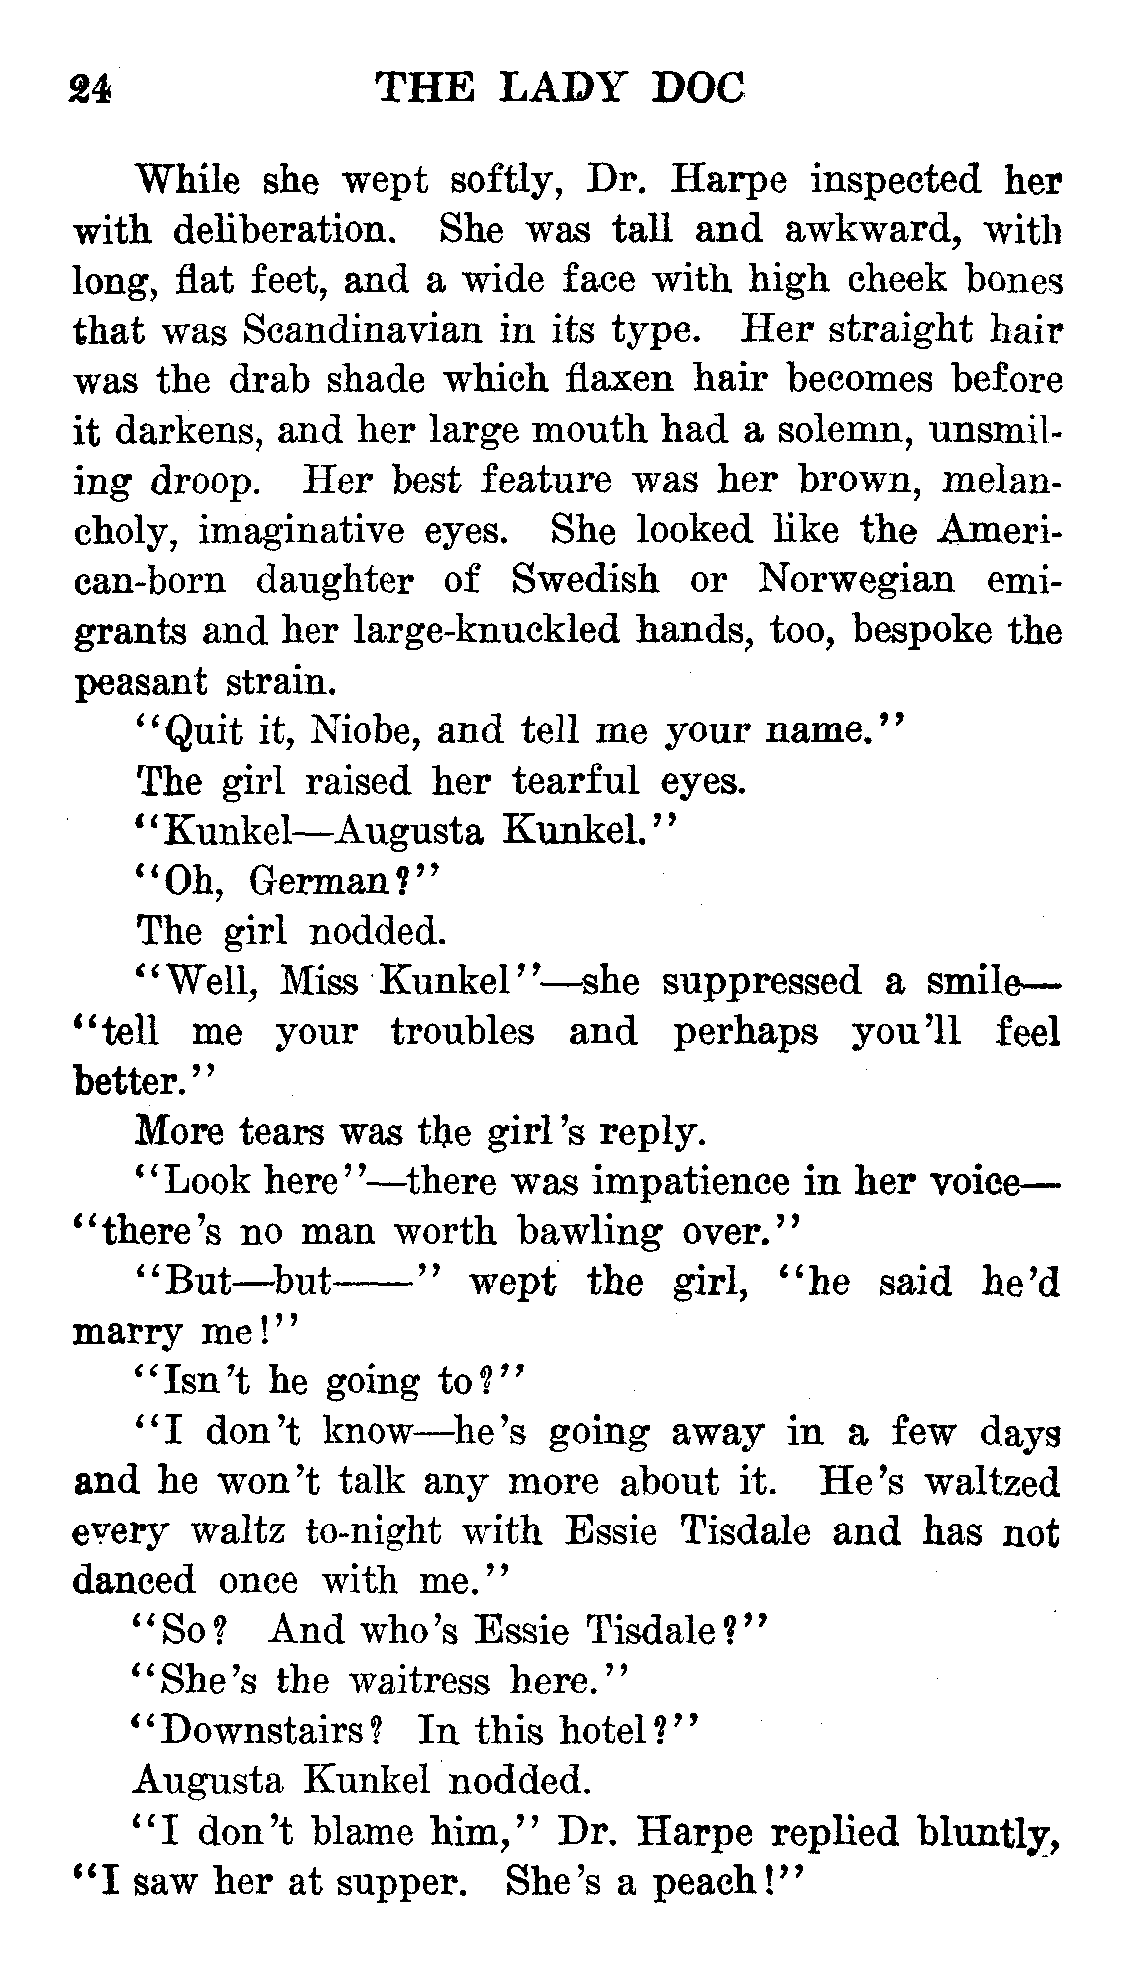 24 THE LADY DOC
While she wept softly, Dr. Harpe inspected her
with deliberation. She was tall and awkward, with
long, flat feet, and a wide face with high cheek bones
that was Scandinavian in its type. Her straight hair
was the drab shade which flaxen hair becomes before
it darkens, and her large mouth had a solemn, unsmil-
ing droop. Her best feature was her brown, melan-
choly, imaginative eyes. She looked like the Ameri-
can-born daughter of Swedish or Norwegian emi-
grants and her large-knuckled hands, too, bespoke the
peasant strain.
"Quit it, Niobe, and tell me your name."
The girl raised her tearful eyes.
"Kunkel—Augusta Kunkel."
"Oh, German?"
The girl nodded.
"Well, Miss Kunkel"—she suppressed a smile—
"tell me your troubles and perhaps you'll feel
better."
More tears was the girl's reply.
"Look here"—there was impatience in her voice—
"there's no man worth bawling over."
"But—but——" wept the girl, "he said he'd
marry me!"
"Isn't he going to?"
"I don't know—he's going away in a few days
and he won't talk any more about it. He's waltzed
every waltz to-night with Essie Tisdale and has not
danced once with me."
"So? And who's Essie Tisdale?"
"She's the waitress here."
"Downstairs? In this hotel?"
Augusta Kunkel nodded.
"I don't blame him," Dr. Harpe replied bluntly,
"I saw her at supper. She's a peach!"